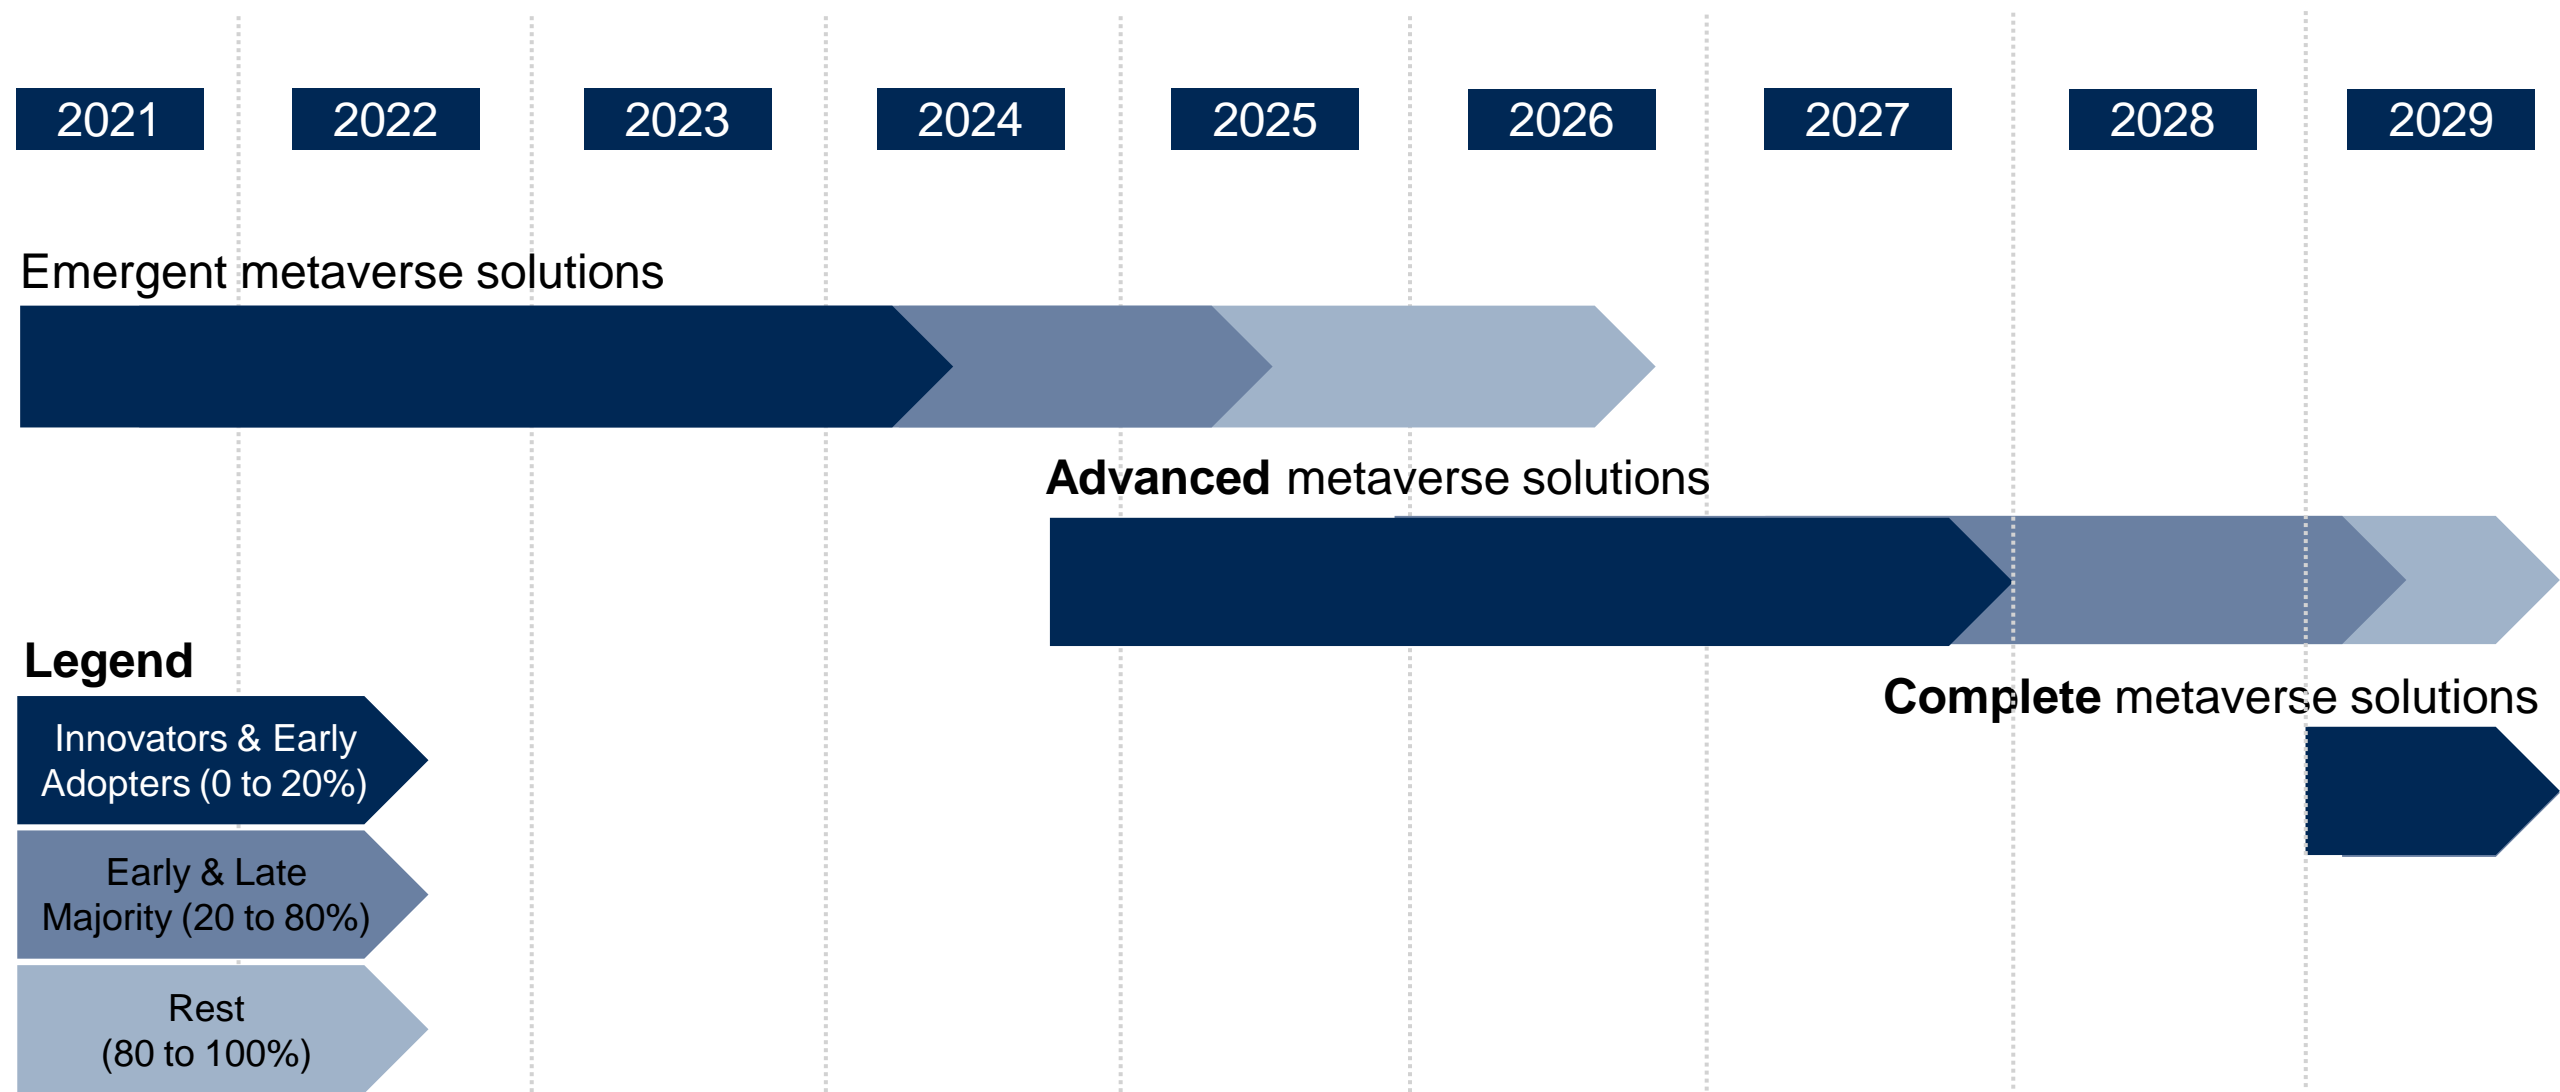 2021
2022
2023
2024
2025
2026
2027
2028
2029
Emergent metaverse solutions
Advanced metaverse solutions
Complete metaverse solutions
Legend
Innovators & Early
Adopters (0 to 20%)
Early & Late
Majority (20 to 80%)
Rest
(80 to 100%)